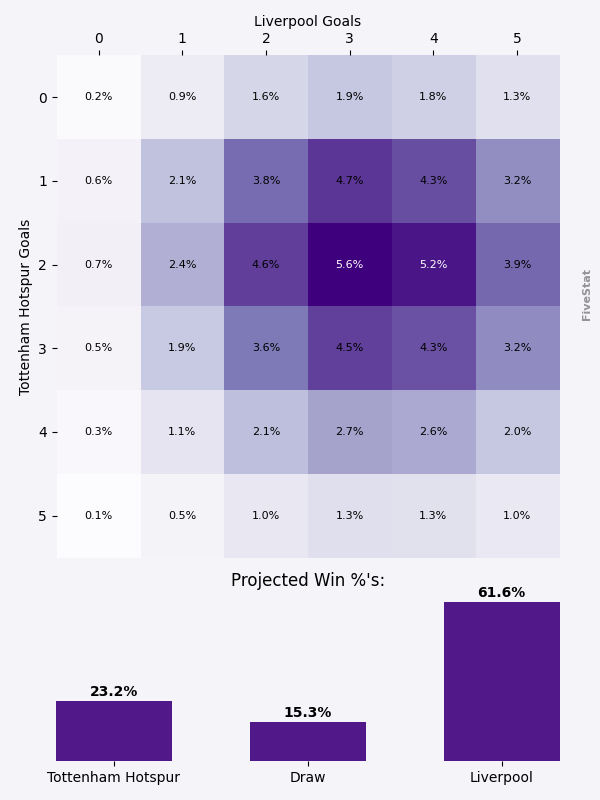 Liverpool Goals
0 1 2 3 4 5
Tottenham Hotspur Goals
0 0.2% 0.9% 1.6% 1.9% 1.8% 1.3%
1 0.6% 2.1% 3.8% 4.7% 4.3% 3.2%
2 0.7% 2.4% 4.6% 5.6% 5.2% 3.9%
3 0.5% 1.9% 3.6% 4.5% 4.3% 3.2%
4 0.3% 1.1% 2.1% 2.7% 2.6% 2.0%
5 0.1% 0.5% 1.0% 1.3% 1.3% 1.0%
FiveStat
Projected Win %'s:
23.2% 15.3% 61.6%
Tottenham Hotspur Draw Liverpool